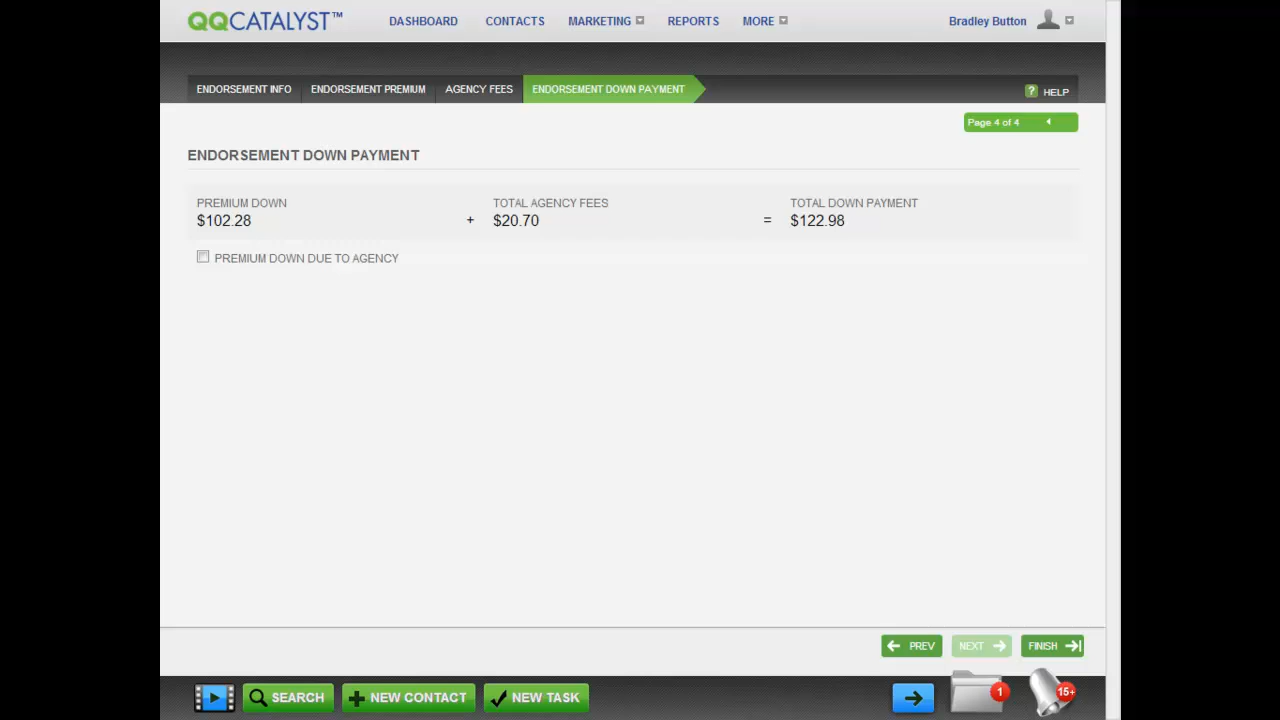 QQCATALYST™ DASHBOARD CONTACTS MARKETING REPORTS MORE Bradley Button
ENDORSEMENT INFO ENDORSEMENT PREMIUM AGENCY FEES ENDORSEMENT DOWN PAYMENT ? HELP
Page 4 of 4
ENDORSEMENT DOWN PAYMENT
PREMIUM DOWN TOTAL AGENCY FEES TOTAL DOWN PAYMENT
$102.28 + $20.70 = $122.98
PREMIUM DOWN DUE TO AGENCY
PREV NEXT FINISH
SEARCH NEW CONTACT NEW TASK 1 15+